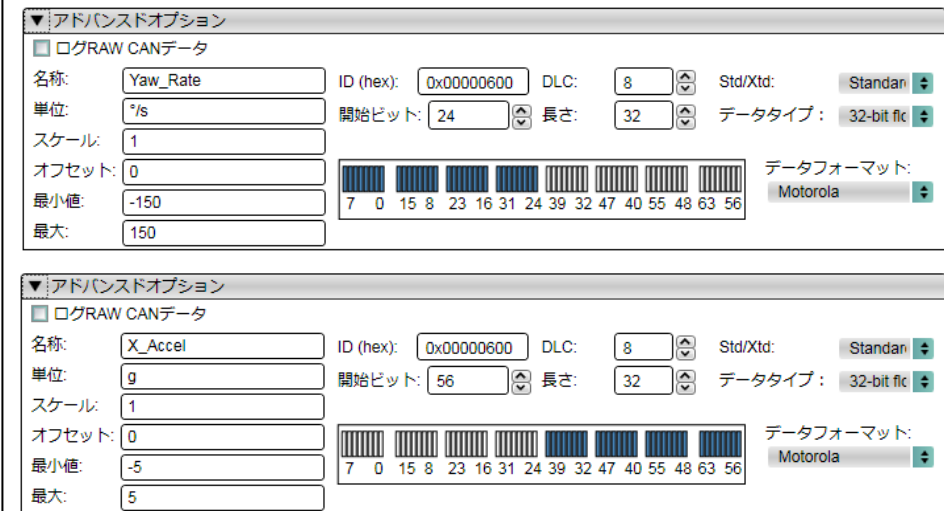 ▼ アドバンスドオプション
ログRAW CANデータ
名称: Yaw_Rate ID (hex): 0x00000600 DLC: 8 Std/Xtd: Standar
単位: °/s 開始ビット: 24 長さ: 32 データタイプ： 32-bit flc
スケール: 1
オフセット: 0 データフォーマット:
最小値: -150 7 0 15 8 23 16 31 24 39 32 47 40 55 48 63 56 Motorola
最大: 150
▼ アドバンスドオプション
ログRAW CANデータ
名称: X_Accel ID (hex): 0x00000600 DLC: 8 Std/Xtd: Standar
単位: g 開始ビット: 56 長さ: 32 データタイプ： 32-bit flc
スケール: 1
オフセット: 0 データフォーマット:
最小値: -5 7 0 15 8 23 16 31 24 39 32 47 40 55 48 63 56 Motorola
最大: 5